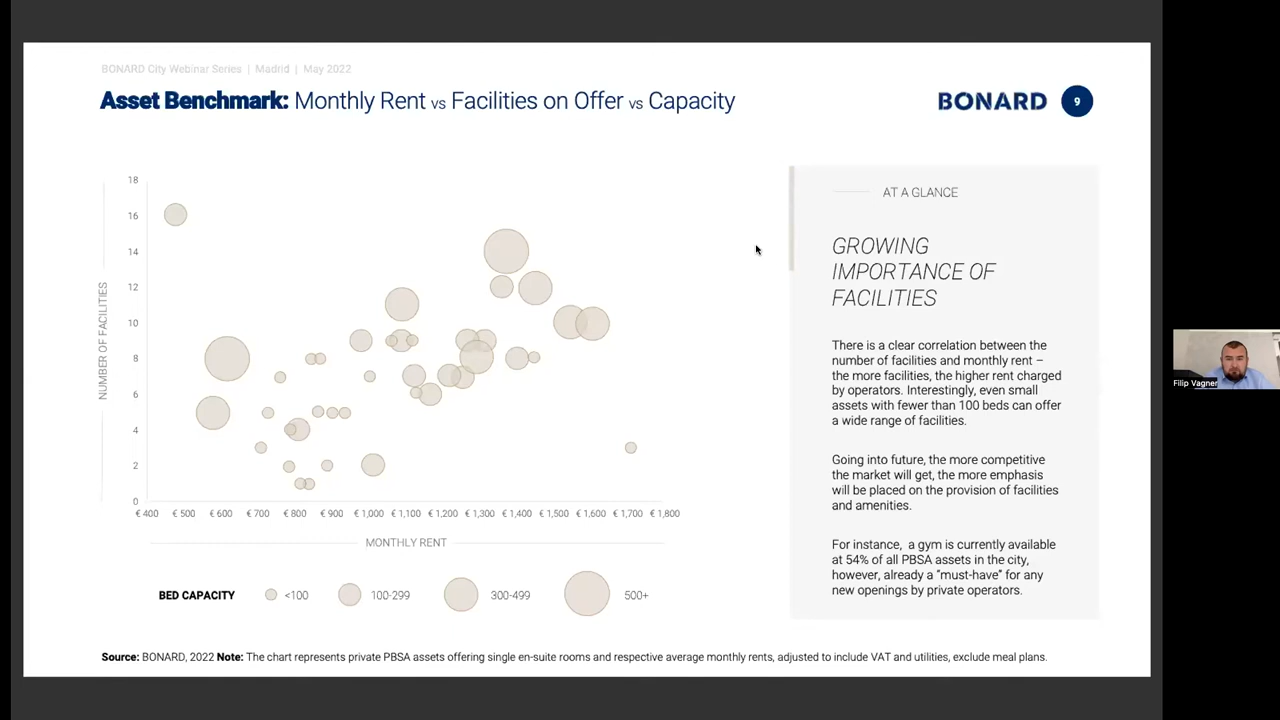 BONARD City Webinar Series | Madrid | May 2022
Asset Benchmark: Monthly Rent vs Facilities on Offer vs Capacity
BONARD 9
18
16
14
12
10
8
6
4
2
0
NUMBER OF FACILITIES
€ 400 € 500 € 600 € 700 € 800 € 900 € 1,000 € 1,100 € 1,200 € 1,300 € 1,400 € 1,500 € 1,600 € 1,700 € 1,800
MONTHLY RENT
BED CAPACITY <100 100-299 300-499 500+
AT A GLANCE
GROWING
IMPORTANCE OF
FACILITIES
There is a clear correlation between the
number of facilities and monthly rent –
the more facilities, the higher rent charged
by operators. Interestingly, even small
assets with fewer than 100 beds can offer
a wide range of facilities.
Going into future, the more competitive
the market will get, the more emphasis
will be placed on the provision of facilities
and amenities.
For instance, a gym is currently available
at 54% of all PBSA assets in the city,
however, already a “must-have” for any
new openings by private operators.
Source: BONARD, 2022 Note: The chart represents private PBSA assets offering single en-suite rooms and respective average monthly rents, adjusted to include VAT and utilities, exclude meal plans.
Filip Vagner